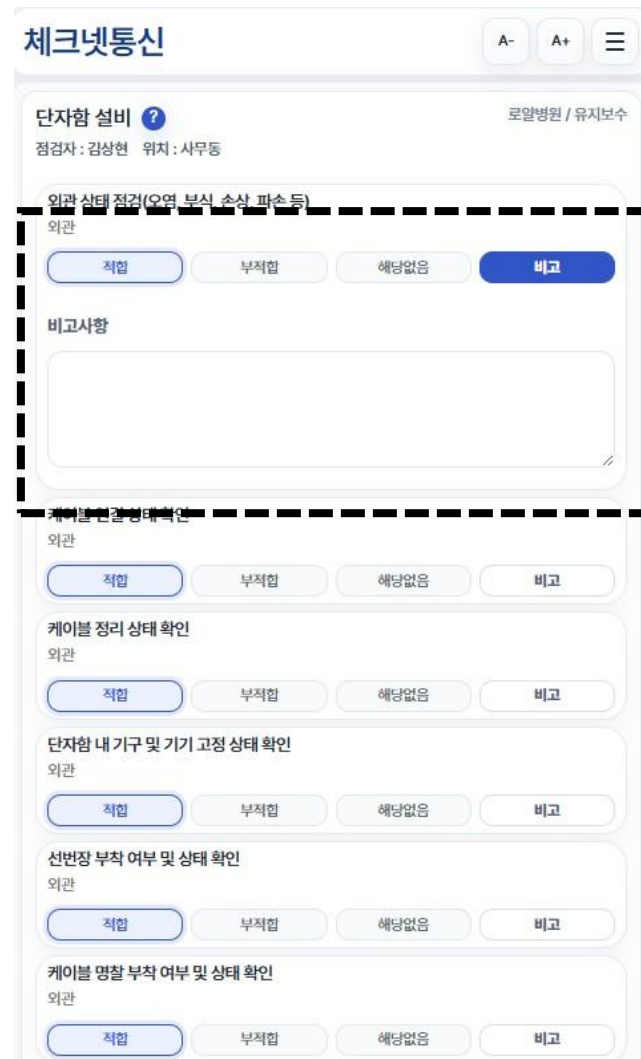 체크넷통신
A-
A+
단자함 설비 ?
로얄병원 / 유지보수
점검자 : 김상현 위치 : 사무동
외관 상태 점검(오염, 부식, 손상, 파손 등)
외관
적합 부적합 해당없음 비고
비고사항
케이블 연결 상태 확인
외관
적합 부적합 해당없음 비고
케이블 정리 상태 확인
외관
적합 부적합 해당없음 비고
단자함 내 기구 및 기기 고정 상태 확인
외관
적합 부적합 해당없음 비고
선번장 부착 여부 및 상태 확인
외관
적합 부적합 해당없음 비고
케이블 명찰 부착 여부 및 상태 확인
외관
적합 부적합 해당없음 비고